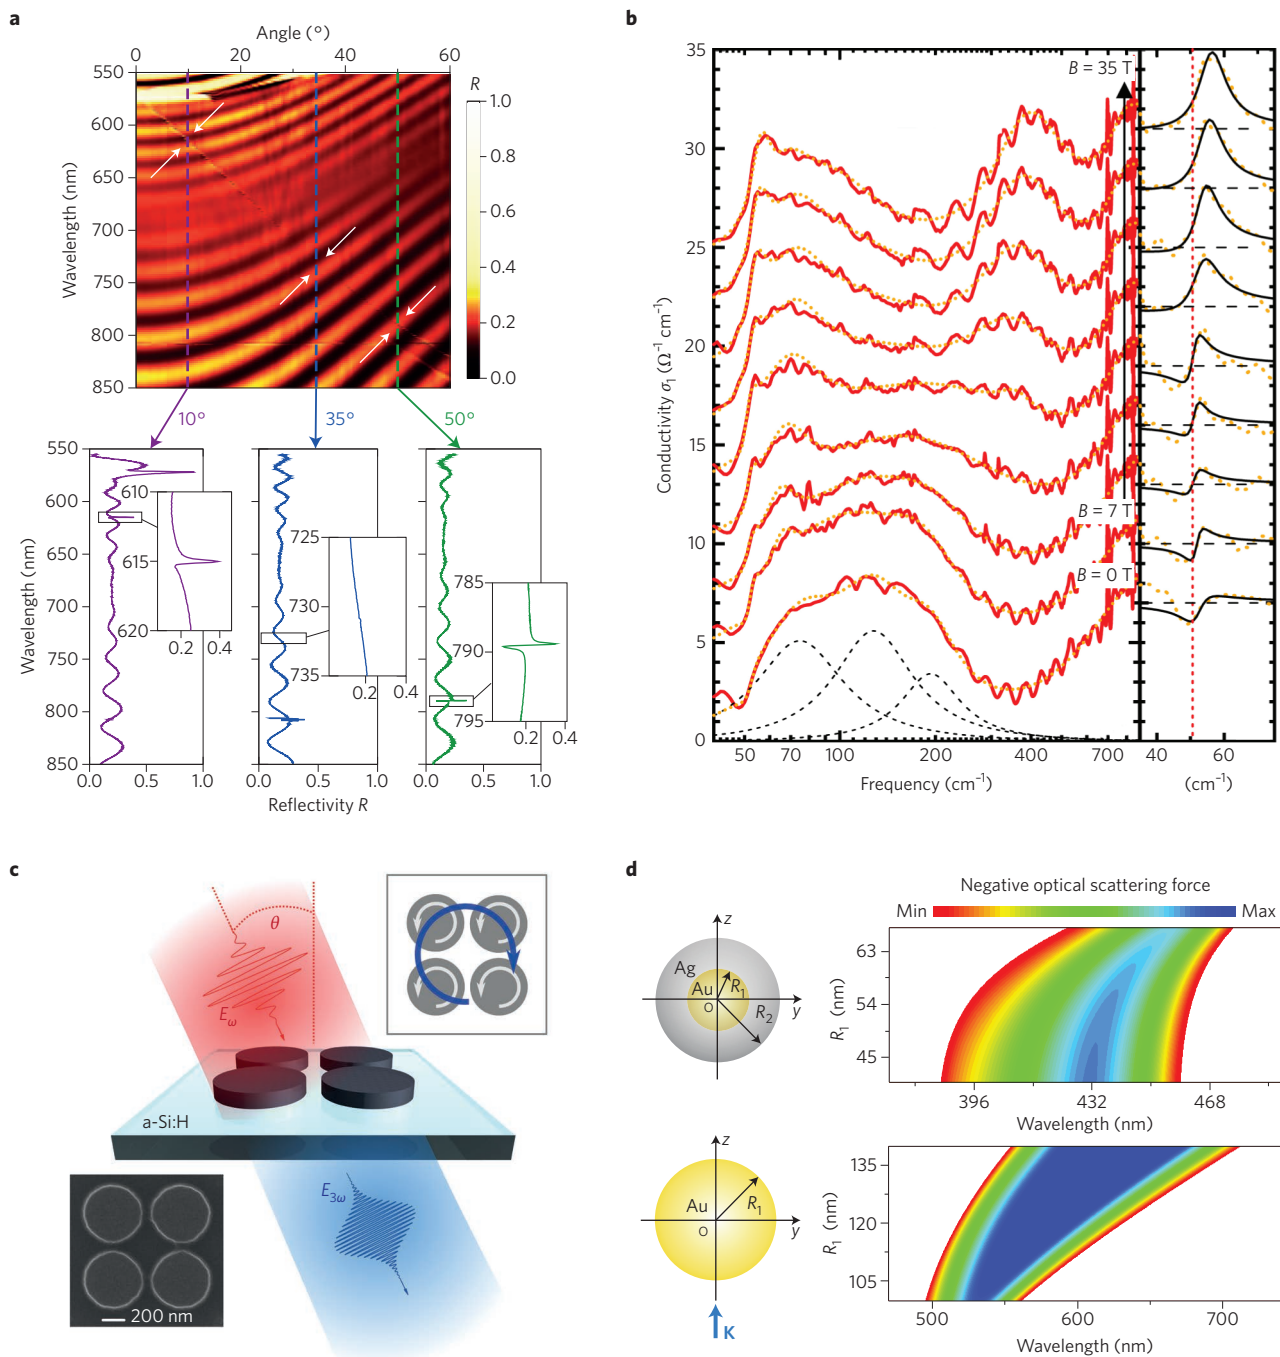 a
Angle (°)
0 20 40 60
550
600
650
700
750
800
850
Wavelength (nm)
R
1.0
0.8
0.6
0.4
0.2
0.0
10°
35°
50°
550
600
650
700
750
800
850
Wavelength (nm)
610
615
620
0.2 0.4
725
730
735
0.2 0.4
785
790
795
0.2 0.4
0.0 0.5 1.0
0.0 0.5 1.0
0.0 0.5 1.0
Reflectivity R
b
35
30
25
20
15
10
5
0
Conductivity σ1 (Ω−1 cm−1)
B = 35 T
B = 7 T
B = 0 T
50 70 100 200 400 700
40 60
Frequency (cm−1)
(cm−1)
c
θ
Eω
a-Si:H
E3ω
200 nm
d
Negative optical scattering force
Min Max
z
Ag
Au
R1
O
R2
y
63
54
45
R1 (nm)
396 432 468
Wavelength (nm)
z
Au
R1
O
y
K
135
120
105
R1 (nm)
500 600 700
Wavelength (nm)